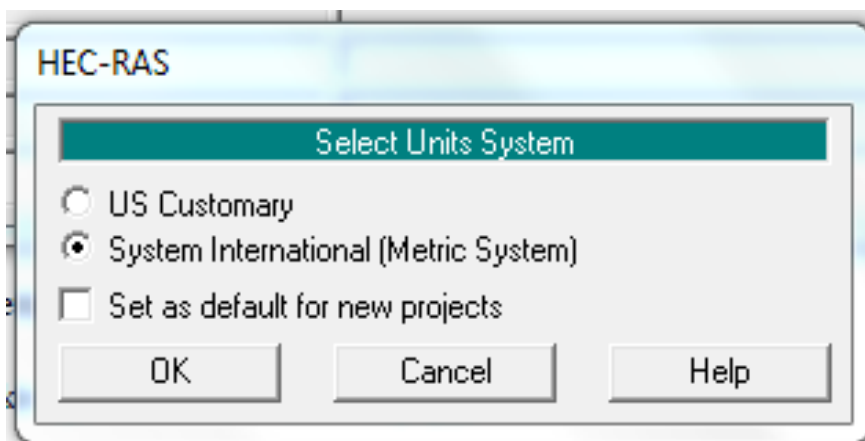 HEC-RAS
Select Units System
US Customary
System International (Metric System)
Set as default for new projects
OK Cancel Help